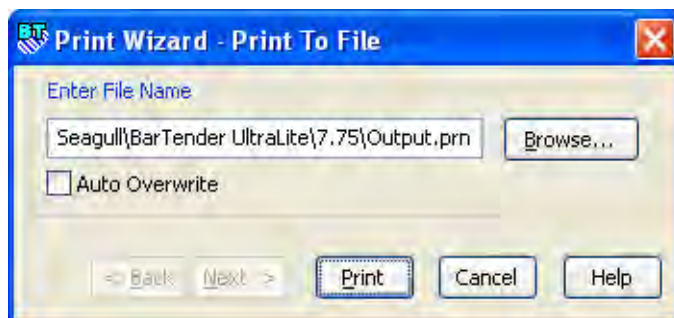 BT Print Wizard - Print To File
Enter File Name
Seagull\BarTender UltraLite\7.75\Output.prn Browse...
Auto Overwrite
< Back Next > Print Cancel Help